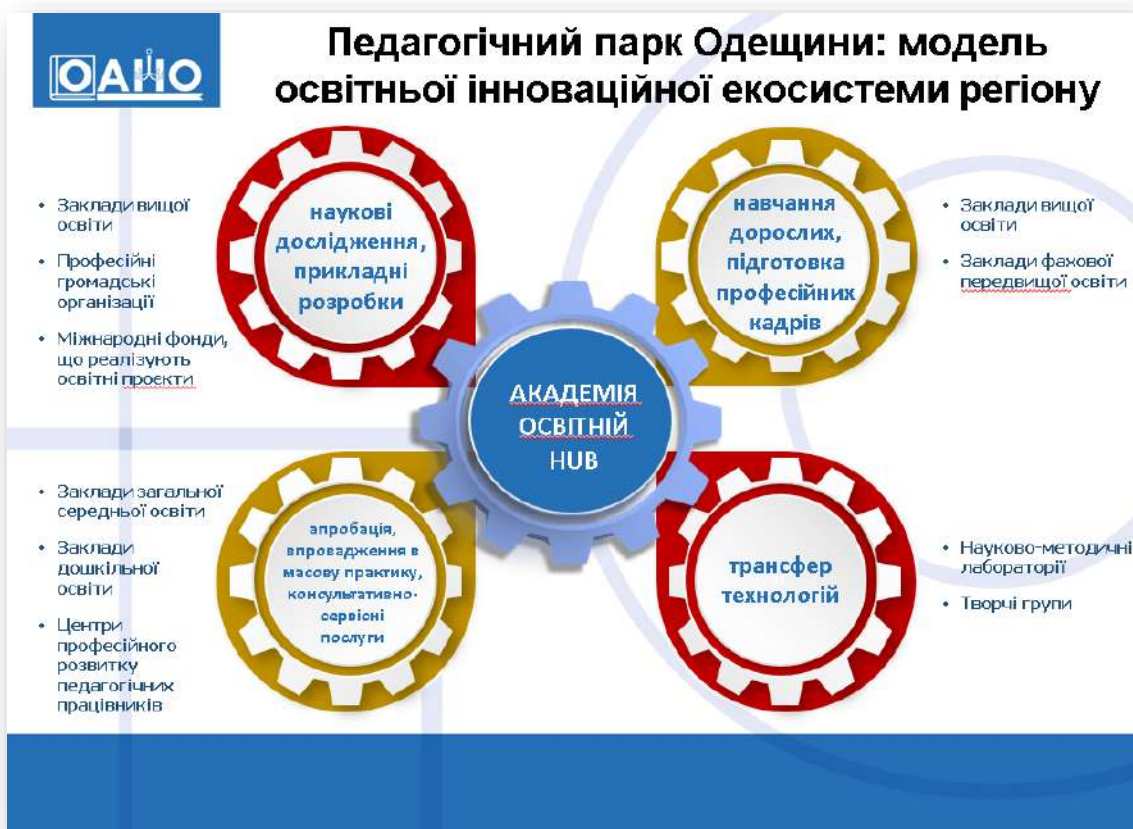 ОАНО
Педагогічний парк Одещини: модель
освітньої інноваційної екосистеми регіону
• Заклади вищої
освіти
• Професійні
громадські
організації
• Міжнародні фонди,
що реалізують
освітні проєкти
наукові
дослідження,
прикладні
розробки
навчання
дорослих,
підготовка
професійних
кадрів
• Заклади вищої
освіти
• Заклади фахової
передвищої освіти
АКАДЕМІЯ
ОСВІТНІЙ
HUB
• Заклади загальної
середньої освіти
• Заклади
дошкільної
освіти
• Центри
професійного
розвитку
педагогічних
працівників
апробація,
впровадження в
масову практику,
консультативно-
сервісні
послуги
трансфер
технологій
• Науково-методичні
лабораторії
• Творчі групи